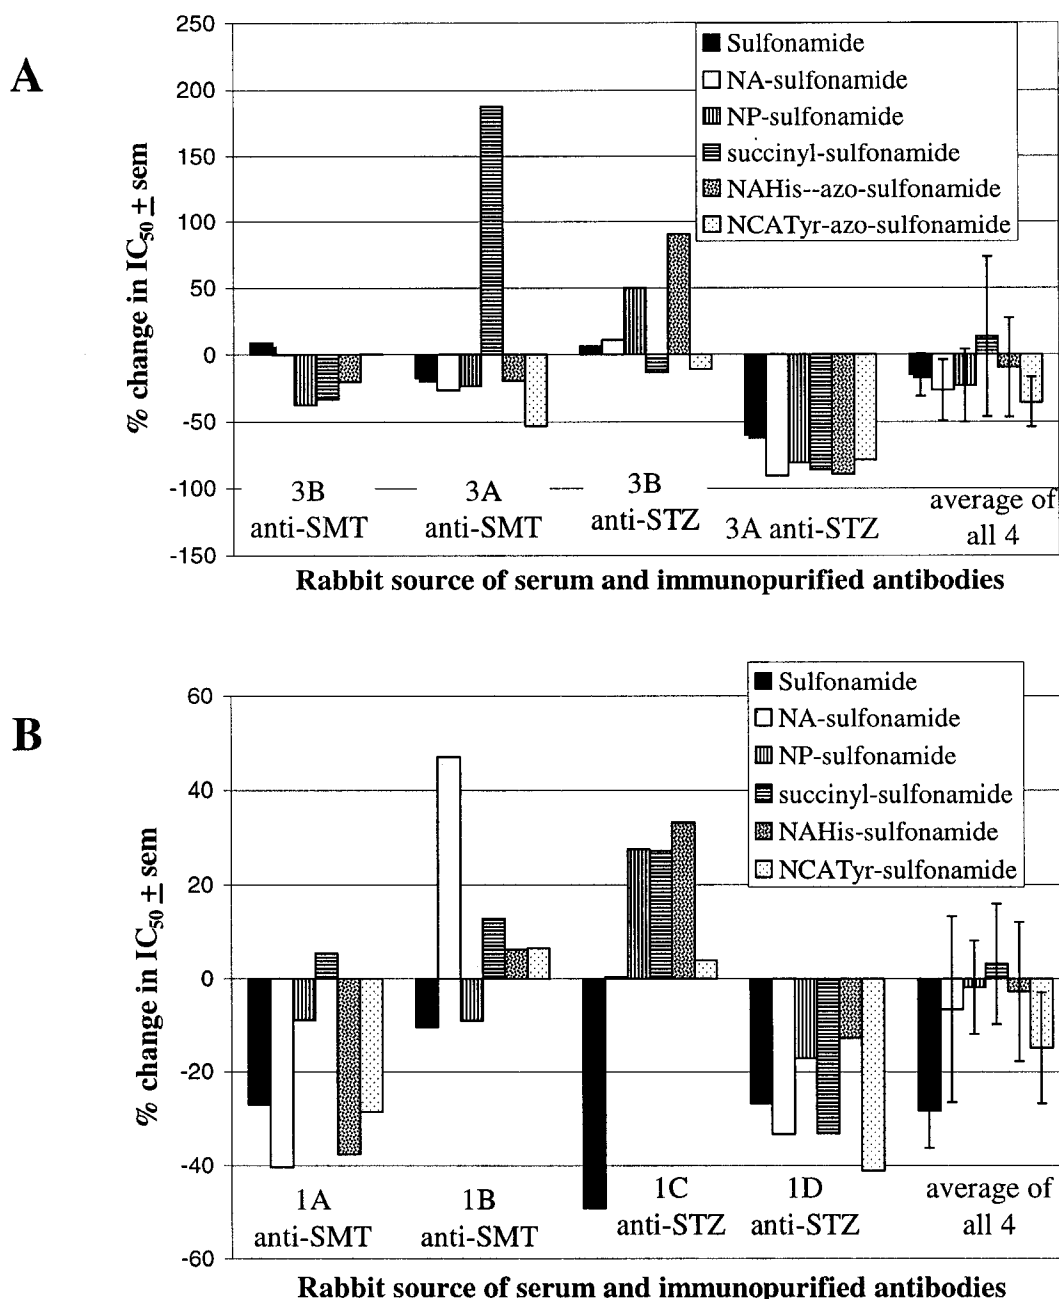 A
% change in IC50 ± sem
250
200
150
100
50
0
-50
-100
-150
Sulfonamide
NA-sulfonamide
NP-sulfonamide
succinyl-sulfonamide
NAHis--azo-sulfonamide
NCATyr-azo-sulfonamide
3B
anti-SMT
3A
anti-SMT
3B
anti-STZ
3A anti-STZ
average of
all 4
Rabbit source of serum and immunopurified antibodies
B
% change in IC50 ± sem
60
40
20
0
-20
-40
-60
Sulfonamide
NA-sulfonamide
NP-sulfonamide
succinyl-sulfonamide
NAHis-sulfonamide
NCATyr-sulfonamide
1A
anti-SMT
1B
anti-SMT
1C
anti-STZ
1D
anti-STZ
average of
all 4
Rabbit source of serum and immunopurified antibodies